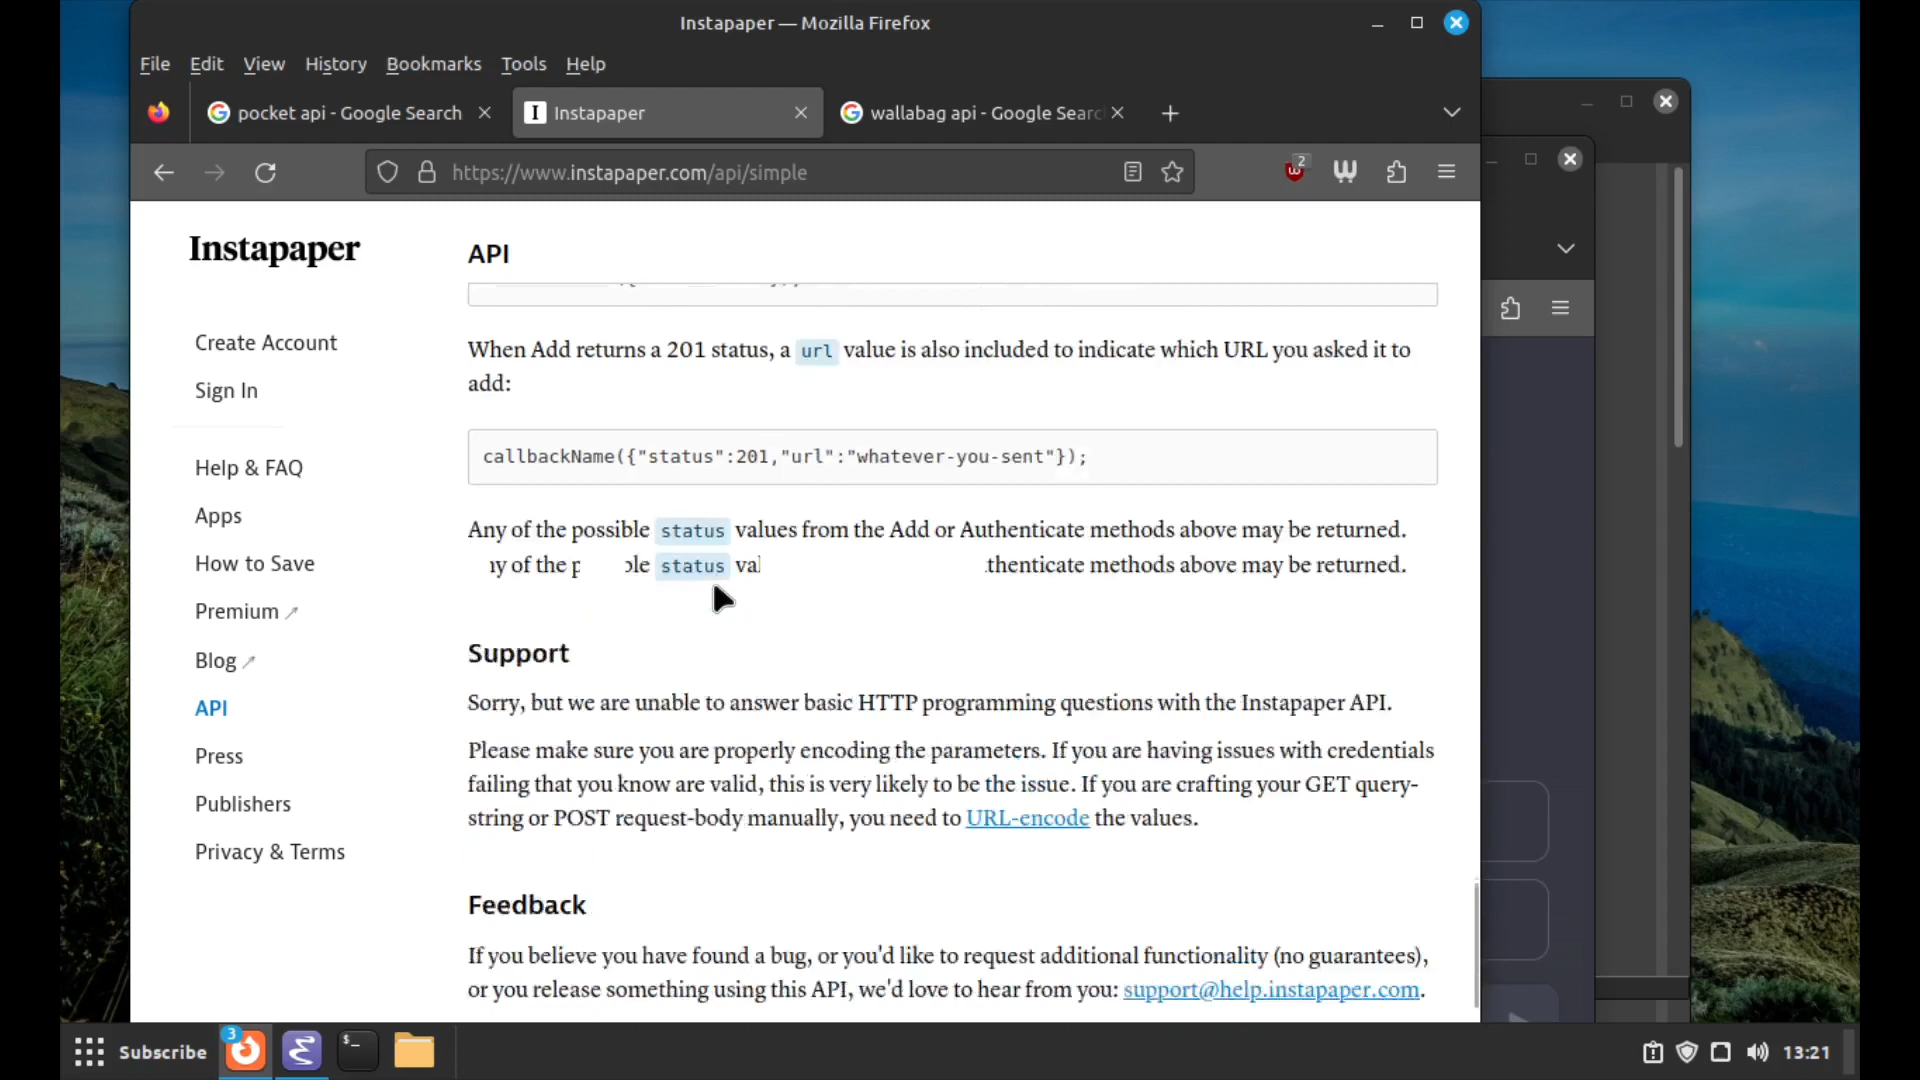 Instapaper — Mozilla Firefox
File Edit View History Bookmarks Tools Help
pocket api - Google Search
Instapaper
wallabag api - Google Searc
https://www.instapaper.com/api/simple
2
Instapaper
API
When Add returns a 201 status, a url value is also included to indicate which URL you asked it to
add:
callbackName({"status":201,"url":"whatever-you-sent"});
Any of the possible status values from the Add or Authenticate methods above may be returned.
y of the status val thenticate methods above may be returned.
Support
Sorry, but we are unable to answer basic HTTP programming questions with the Instapaper API.
Please make sure you are properly encoding the parameters. If you are having issues with credentials
failing that you know are valid, this is very likely to be the issue. If you are crafting your GET query-
string or POST request-body manually, you need to URL-encode the values.
Feedback
If you believe you have found a bug, or you'd like to request additional functionality (no guarantees),
or you release something using this API, we'd love to hear from you: support@help.instapaper.com.
Create Account
Sign In
Help & FAQ
Apps
How to Save
Premium
Blog
API
Press
Publishers
Privacy & Terms
Subscribe
3
13:21